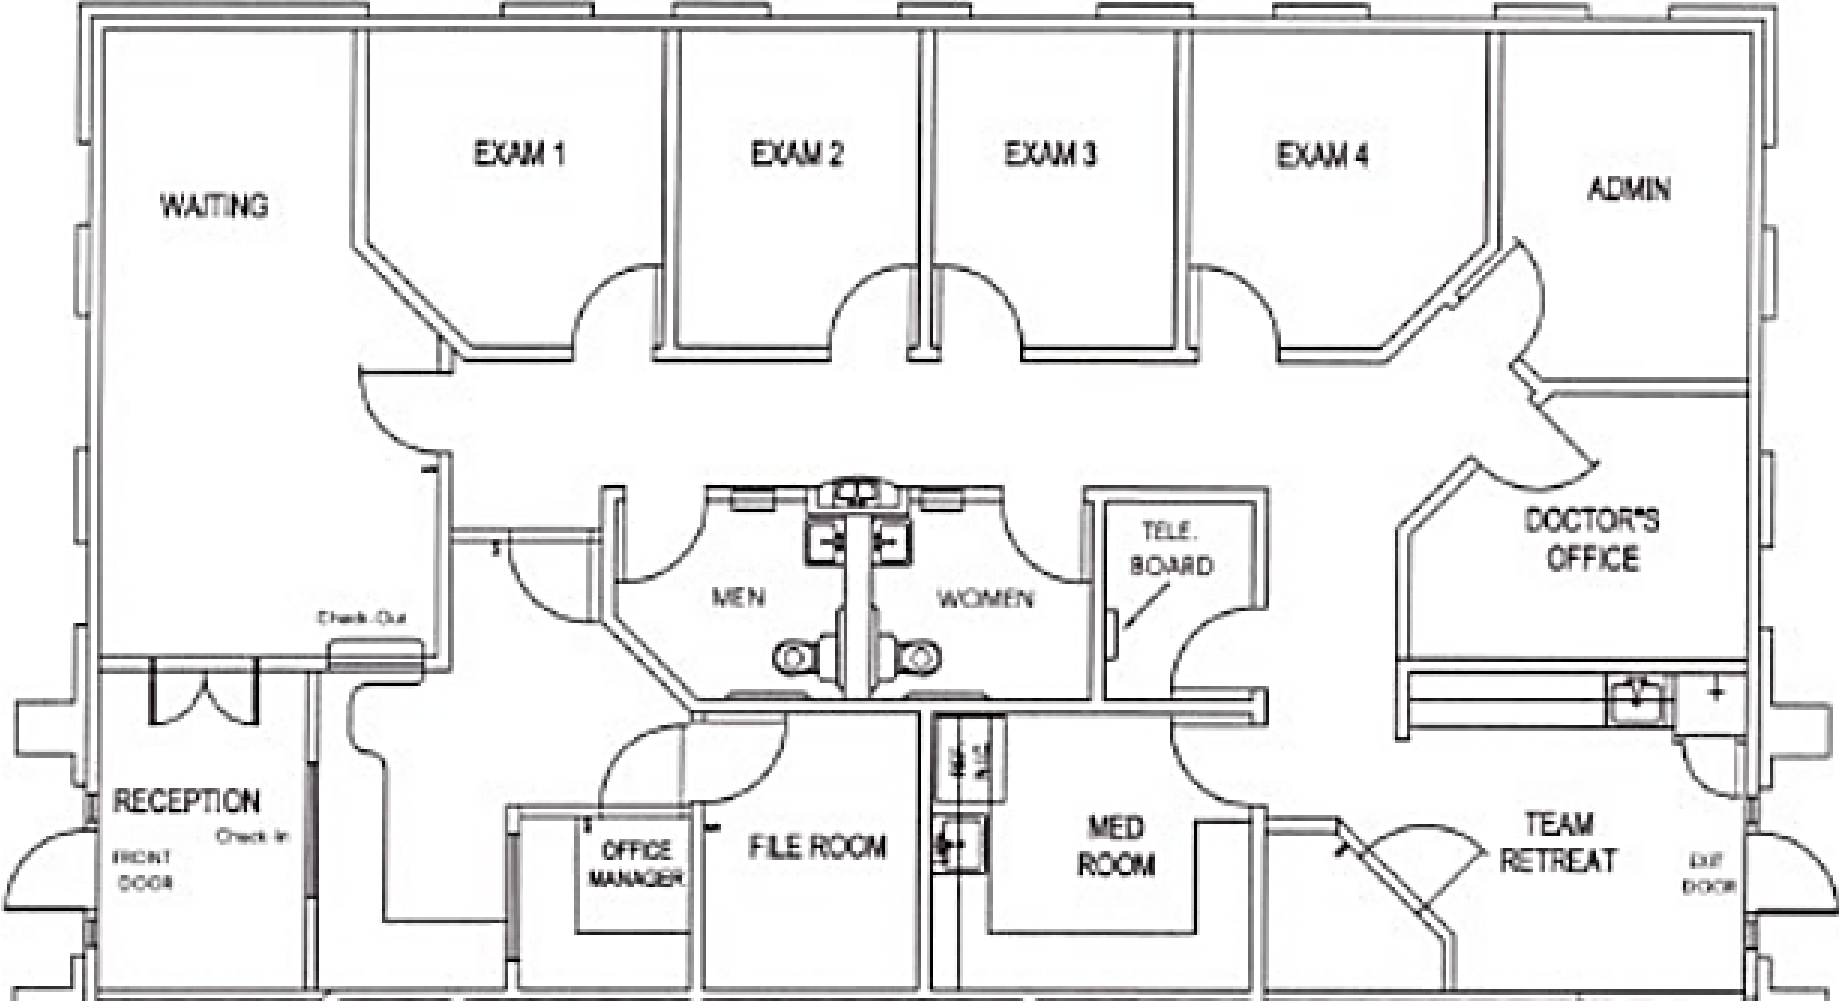 EXAM 1
EXAM 2
EXAM 3
EXAM 4
ADMIN
WAITING
DOCTOR"S
OFFICE
TELE.
BOARD
MEN
WOMEN
Check-Out
RECEPTION
Check-In
FRONT
DOOR
OFFICE
MANAGER
FILE ROOM
MED
ROOM
TEAM
RETREAT
EXIT
DOOR